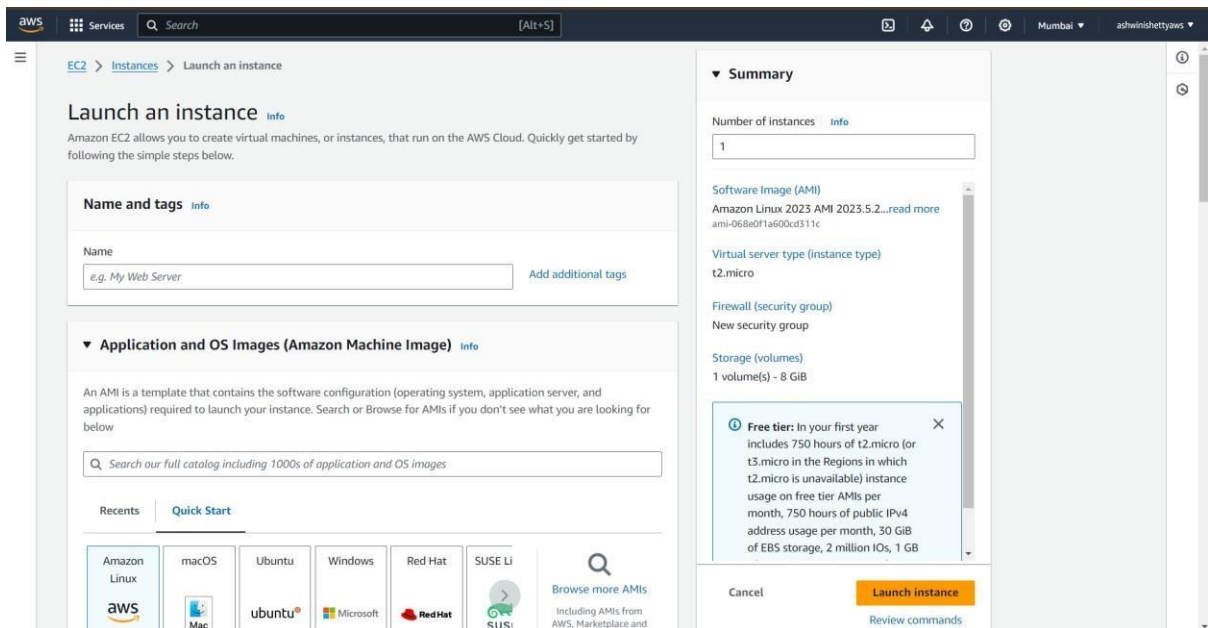 aws
Services
Search
[Alt+S]
Mumbai
ashwinishettyaws
EC2 > Instances > Launch an instance
Launch an instance Info
Amazon EC2 allows you to create virtual machines, or instances, that run on the AWS Cloud. Quickly get started by
following the simple steps below.
Name and tags Info
Name
e.g. My Web Server
Add additional tags
Application and OS Images (Amazon Machine Image) Info
An AMI is a template that contains the software configuration (operating system, application server, and
applications) required to launch your instance. Search or Browse for AMIs if you don't see what you are looking for
below
Search our full catalog including 1000s of application and OS images
Recents
Quick Start
Amazon
Linux
aws
macOS
Mac
Ubuntu
ubuntu
Windows
Microsoft
Red Hat
Red Hat
SUSE Li
SUS
Browse more AMIs
Including AMIs from
AWS, Marketplace and
Summary
Number of instances Info
1
Software Image (AMI)
Amazon Linux 2023 AMI 2023.5.2...read more
ami-068e0f1a600cd311c
Virtual server type (instance type)
t2.micro
Firewall (security group)
New security group
Storage (volumes)
1 volume(s) - 8 GiB
Free tier: In your first year
includes 750 hours of t2.micro (or
t3.micro in the Regions in which
t2.micro is unavailable) instance
usage on free tier AMIs per
month, 750 hours of public IPv4
address usage per month, 30 GiB
of EBS storage, 2 million IOs, 1 GB
Cancel
Launch instance
Review commands